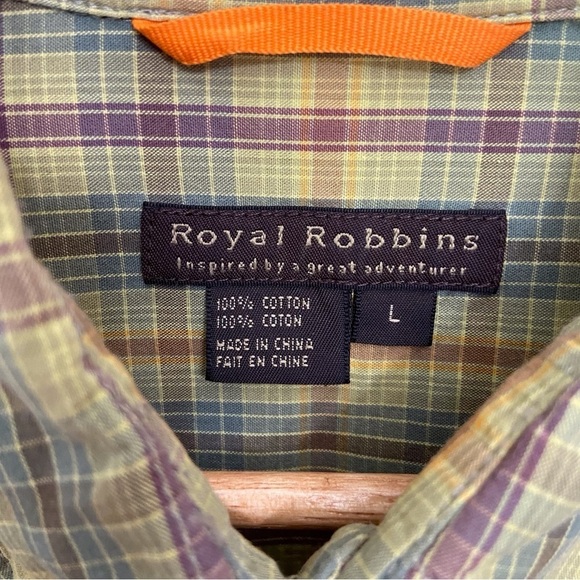 Royal Robbins
Inspired by a great adventurer
100% COTTON
100% COTON
MADE IN CHINA
FAIT EN CHINE
L